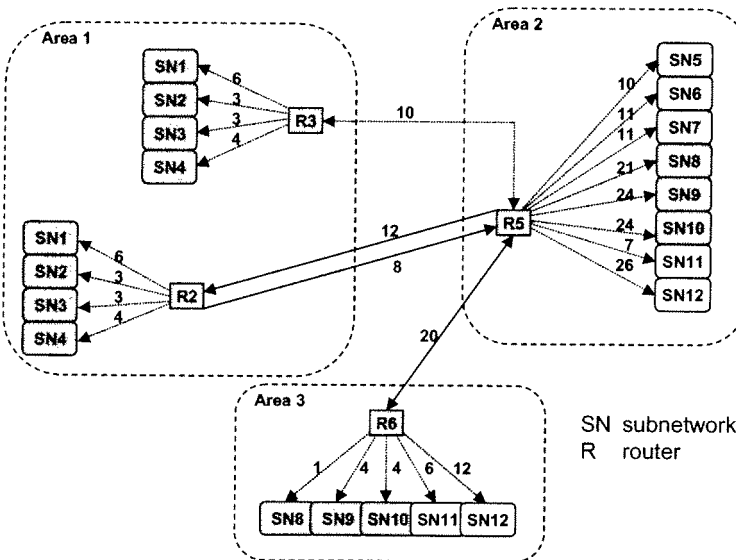 Area 1
SN1
SN2
SN3
SN4
6
3
3
4
R3
10
SN1
SN2
SN3
SN4
6
3
3
4
R2
12
8
Area 2
R5
10
11
11
21
24
24
7
26
SN5
SN6
SN7
SN8
SN9
SN10
SN11
SN12
20
Area 3
R6
1
4
4
6
12
SN8
SN9
SN10
SN11
SN12
SN subnetwork
R router